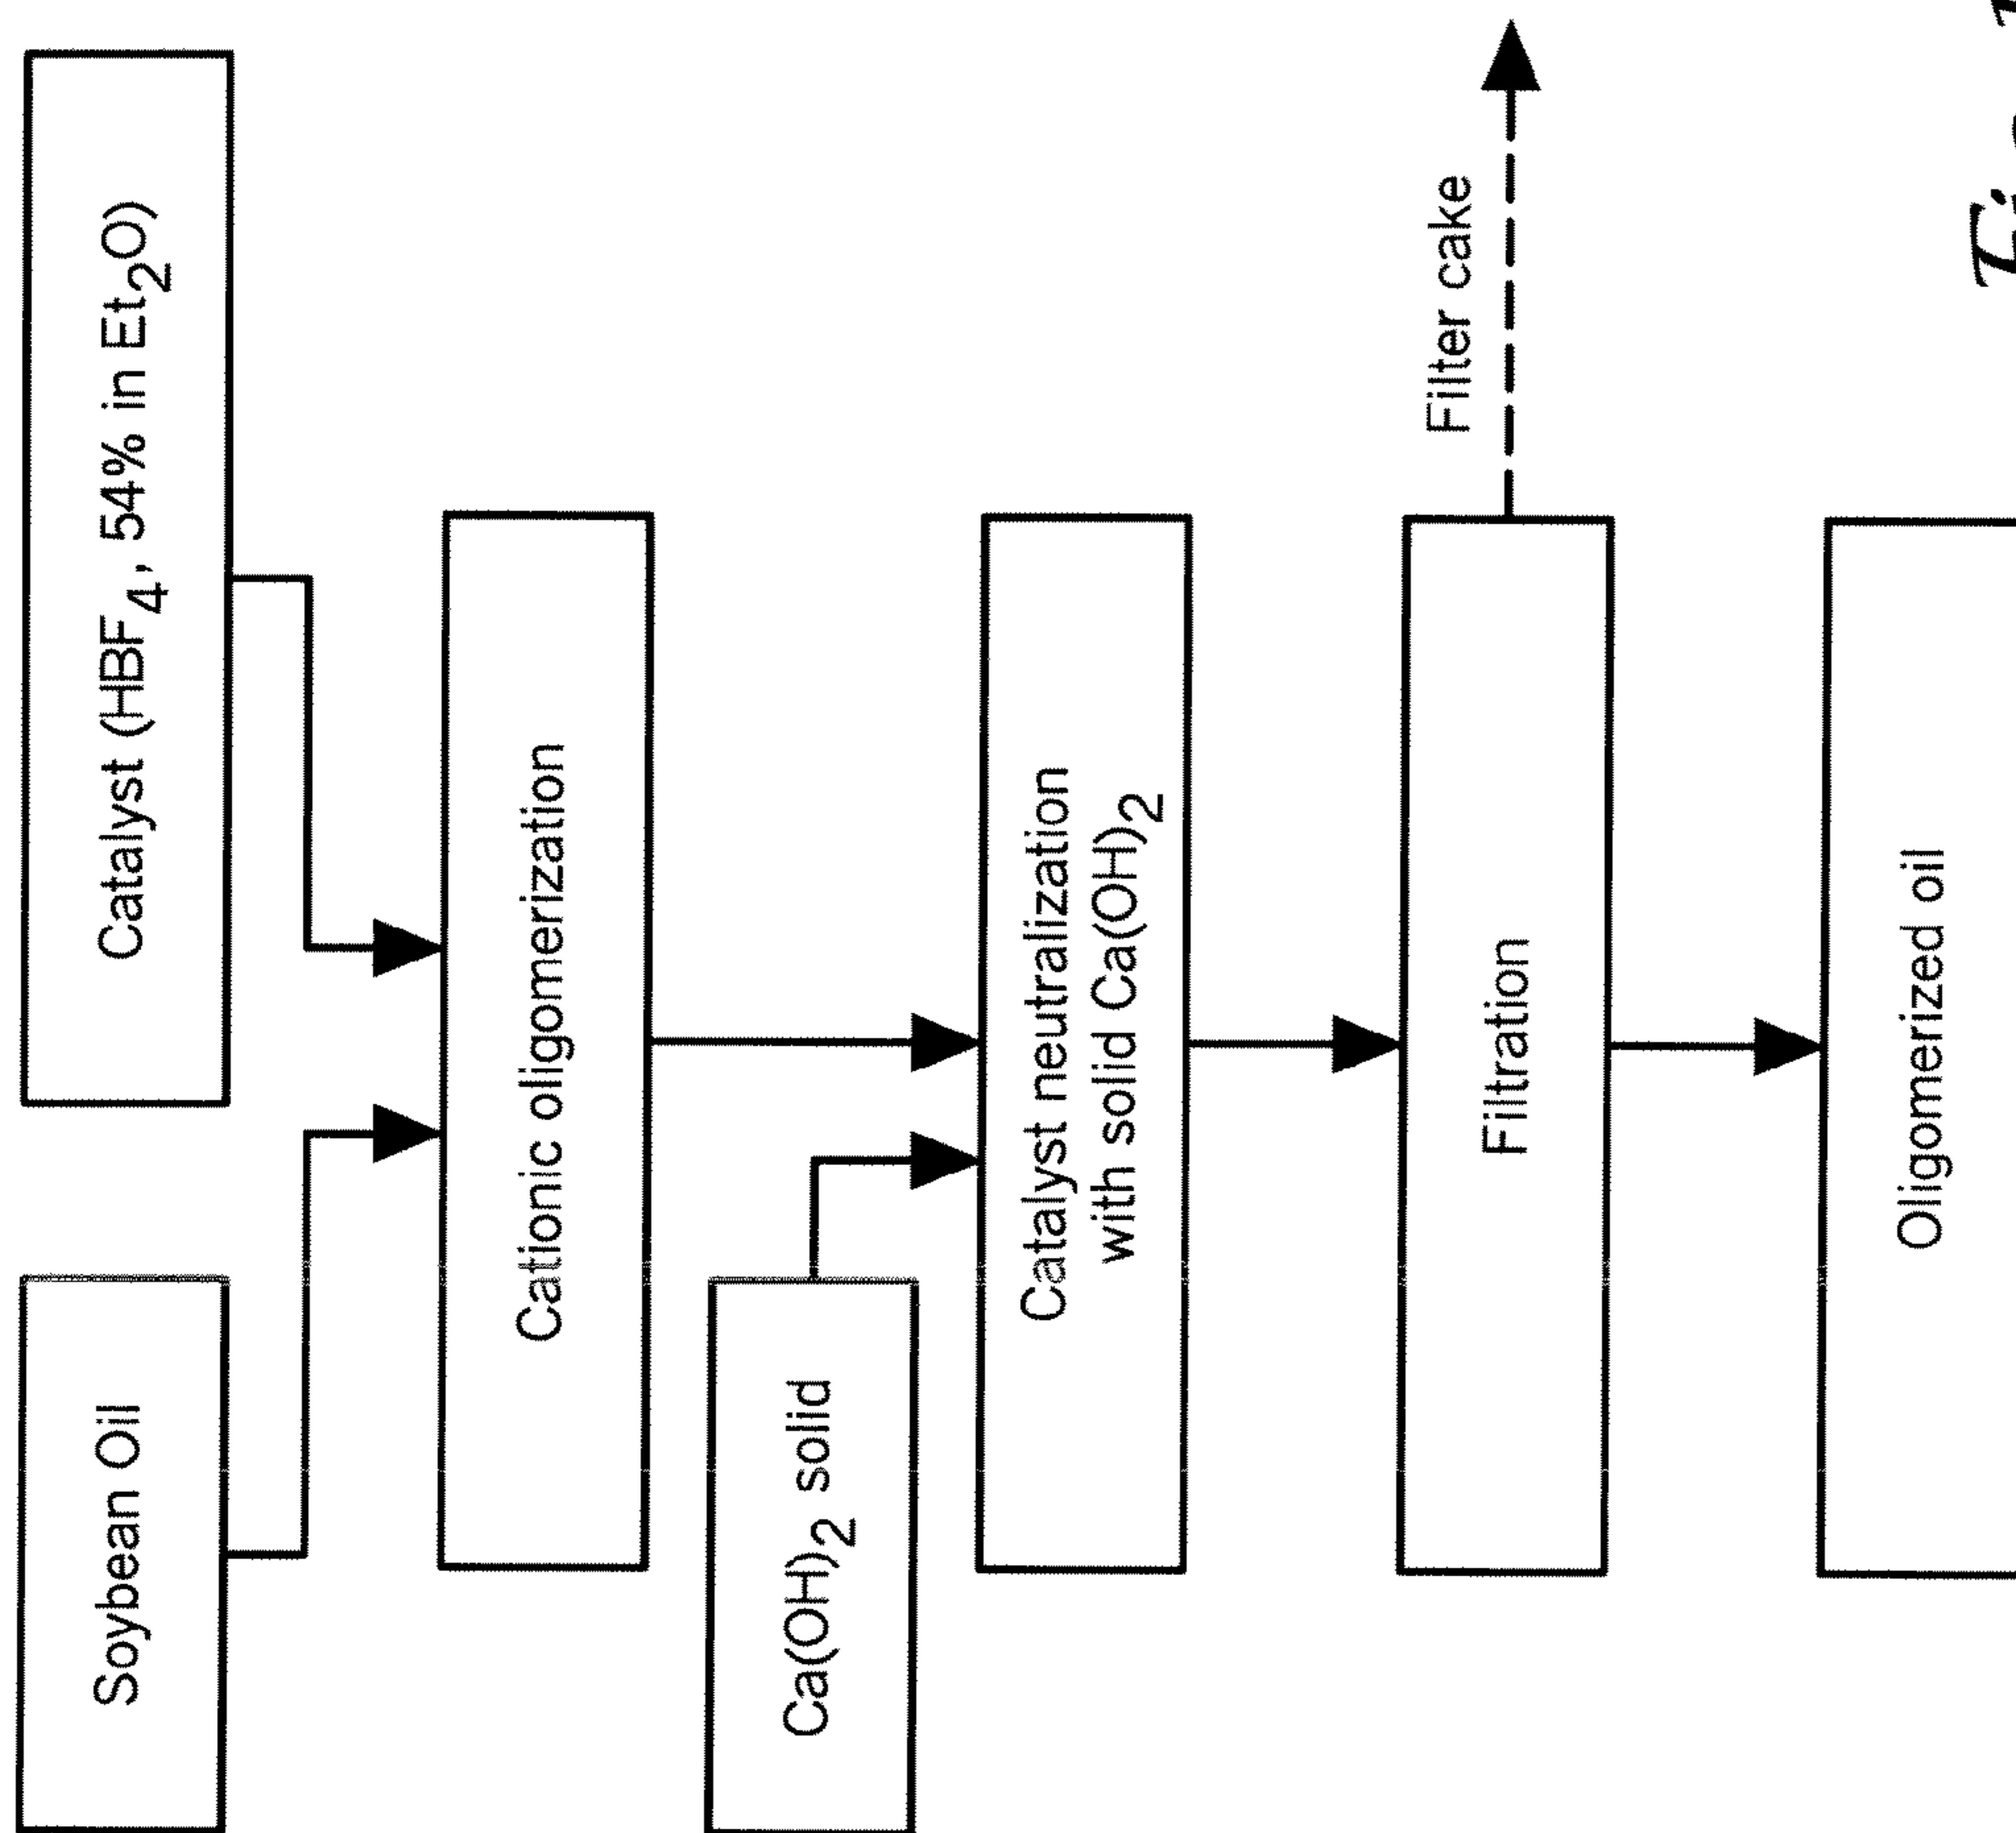 Soybean Oil
Catalyst (HBF4, 54% in Et2O)
Cationic oligomerization
Ca(OH)2 solid
Catalyst neutralization
with solid Ca(OH)2
Filtration
Filter cake
Oligomerized oil